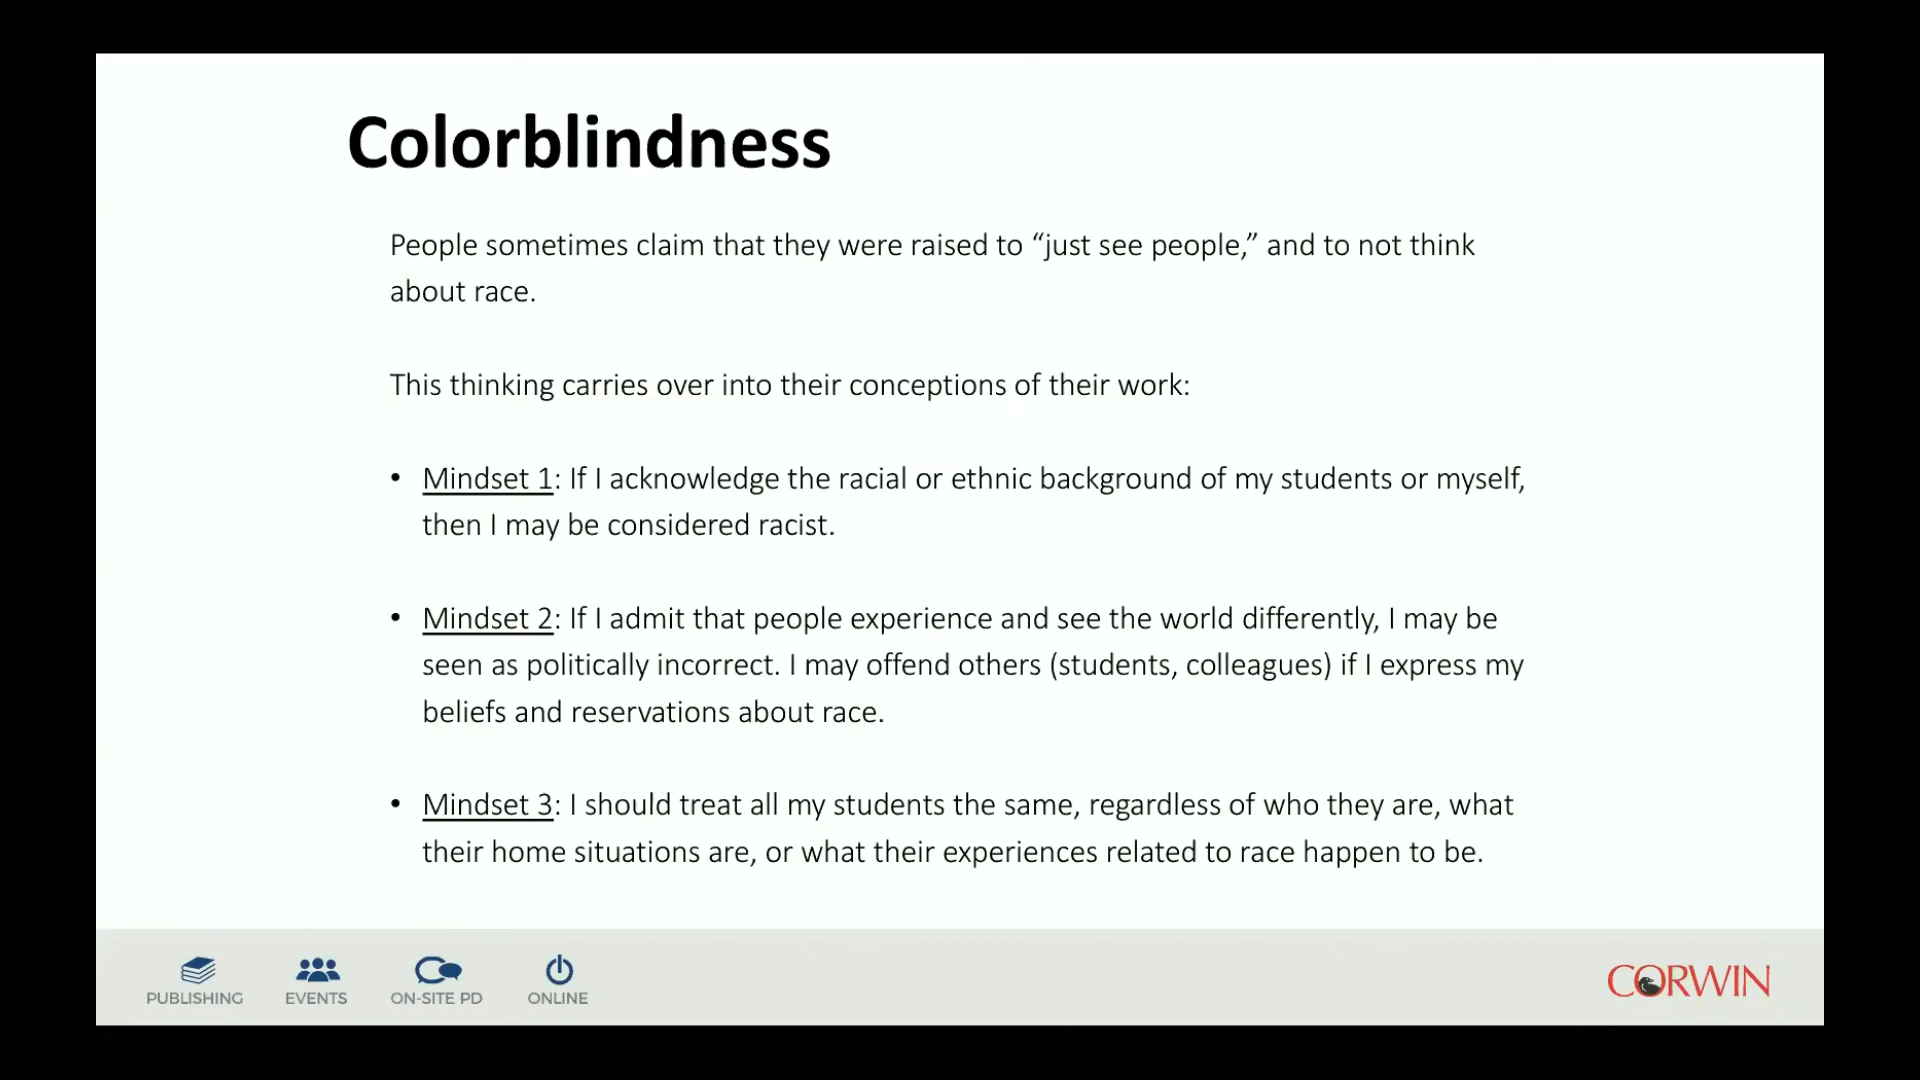 Colorblindness
People sometimes claim that they were raised to “just see people,” and to not think
about race.
This thinking carries over into their conceptions of their work:
• Mindset 1: If I acknowledge the racial or ethnic background of my students or myself,
then I may be considered racist.
• Mindset 2: If I admit that people experience and see the world differently, I may be
seen as politically incorrect. I may offend others (students, colleagues) if I express my
beliefs and reservations about race.
• Mindset 3: I should treat all my students the same, regardless of who they are, what
their home situations are, or what their experiences related to race happen to be.
PUBLISHING EVENTS ON-SITE PD ONLINE CORWIN